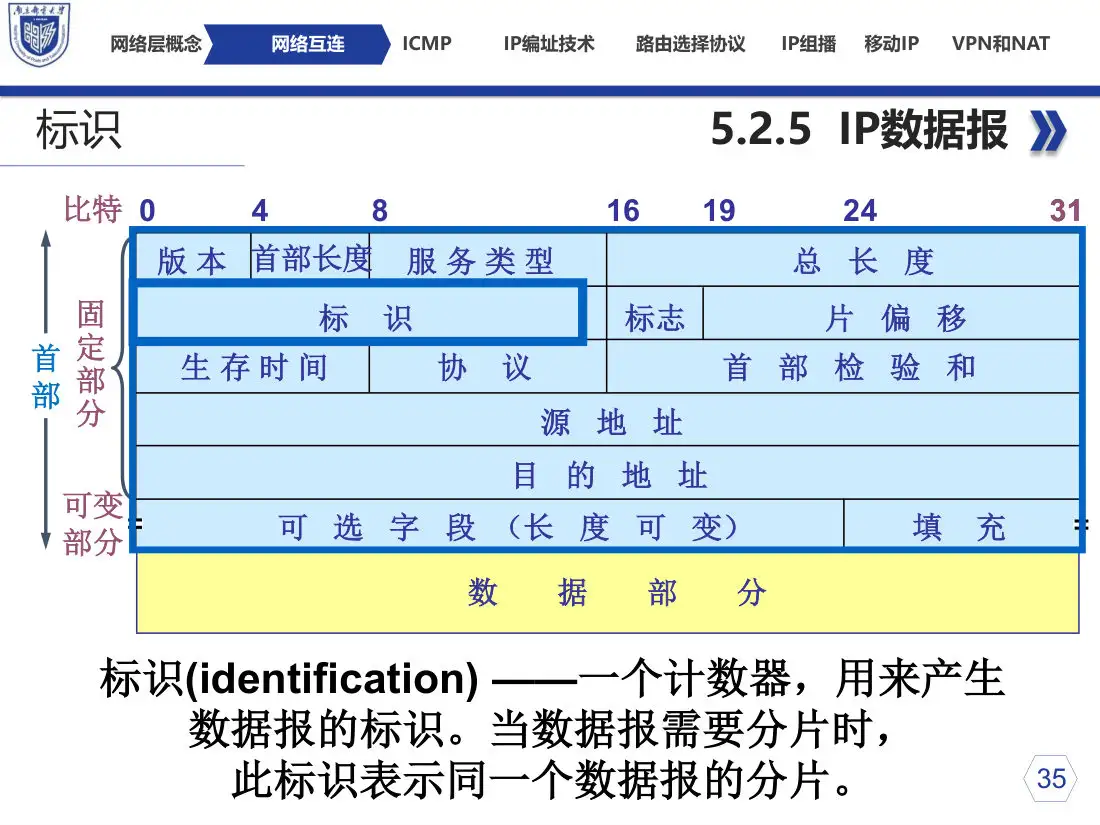 网络层概念 网络互连 ICMP IP编址技术 路由选择协议 IP组播 移动IP VPN和NAT
标识
5.2.5 IP数据报
比特 0 4 8 16 19 24 31
版本 首部长度 服务类型 总长度
标识 标志 片偏移
生存时间 协议 首部检验和
源地址
目的地址
可选字段（长度可变） 填充
数据部分
首部
固定部分
可变部分
标识(identification) ——一个计数器，用来产生
数据报的标识。当数据报需要分片时，
此标识表示同一个数据报的分片。
35